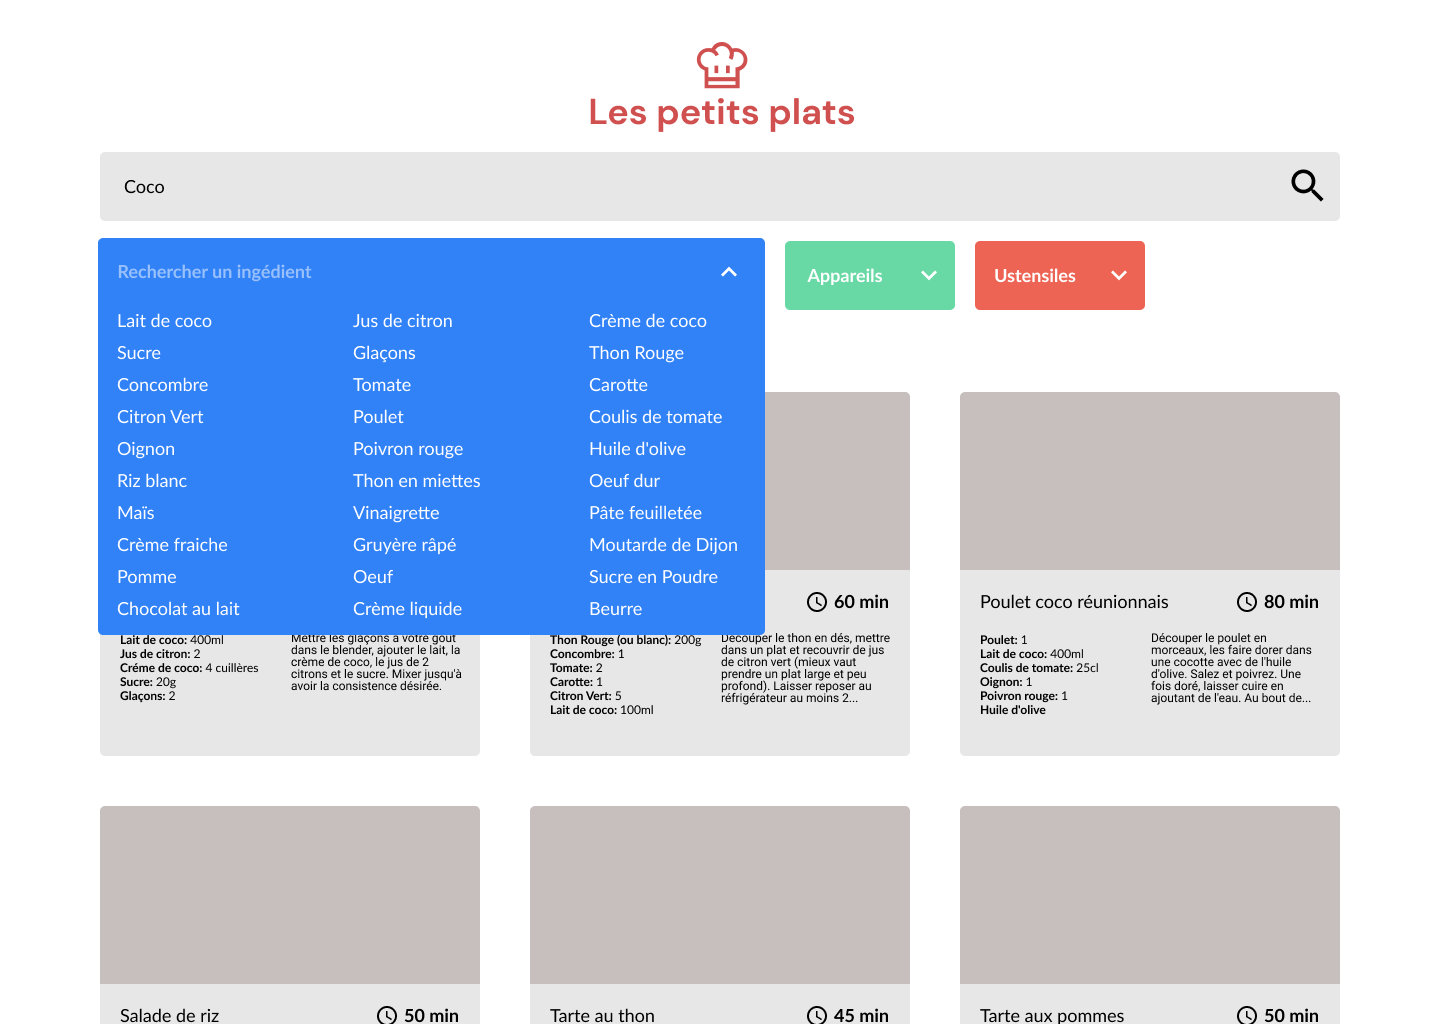 Les petits plats
Coco
Rechercher un ingédient
Appareils
Ustensiles
Lait de coco
Jus de citron
Crème de coco
Sucre
Glaçons
Thon Rouge
Concombre
Tomate
Carotte
Citron Vert
Poulet
Coulis de tomate
Oignon
Poivron rouge
Huile d'olive
Riz blanc
Thon en miettes
Oeuf dur
Maïs
Vinaigrette
Pâte feuilletée
Crème fraiche
Gruyère râpé
Moutarde de Dijon
Pomme
Oeuf
Sucre en Poudre
Chocolat au lait
Crème liquide
Beurre
Lait de coco: 400ml
Jus de citron: 2
Créme de coco: 4 cuillères
Sucre: 20g
Glaçons: 2
Mettre les glaçons à votre goût
dans le blender, ajouter le lait, la
crème de coco, le jus de 2
citrons et le sucre. Mixer jusqu'à
avoir la consistence désirée.
60 min
Thon Rouge (ou blanc): 200g
Concombre: 1
Tomate: 2
Carotte: 1
Citron Vert: 5
Lait de coco: 100ml
Découper le thon en dés, mettre
dans un plat et recouvrir de jus
de citron vert (mieux vaut
prendre un plat large et peu
profond). Laisser reposer au
réfrigérateur au moins 2...
Poulet coco réunionnais
80 min
Poulet: 1
Lait de coco: 400ml
Coulis de tomate: 25cl
Oignon: 1
Poivron rouge: 1
Huile d'olive
Découper le poulet en
morceaux, les faire dorer dans
une cocotte avec de l'huile
d'olive. Salez et poivrez. Une
fois doré, laisser cuire en
ajoutant de l'eau. Au bout de...
Salade de riz
50 min
Tarte au thon
45 min
Tarte aux pommes
50 min